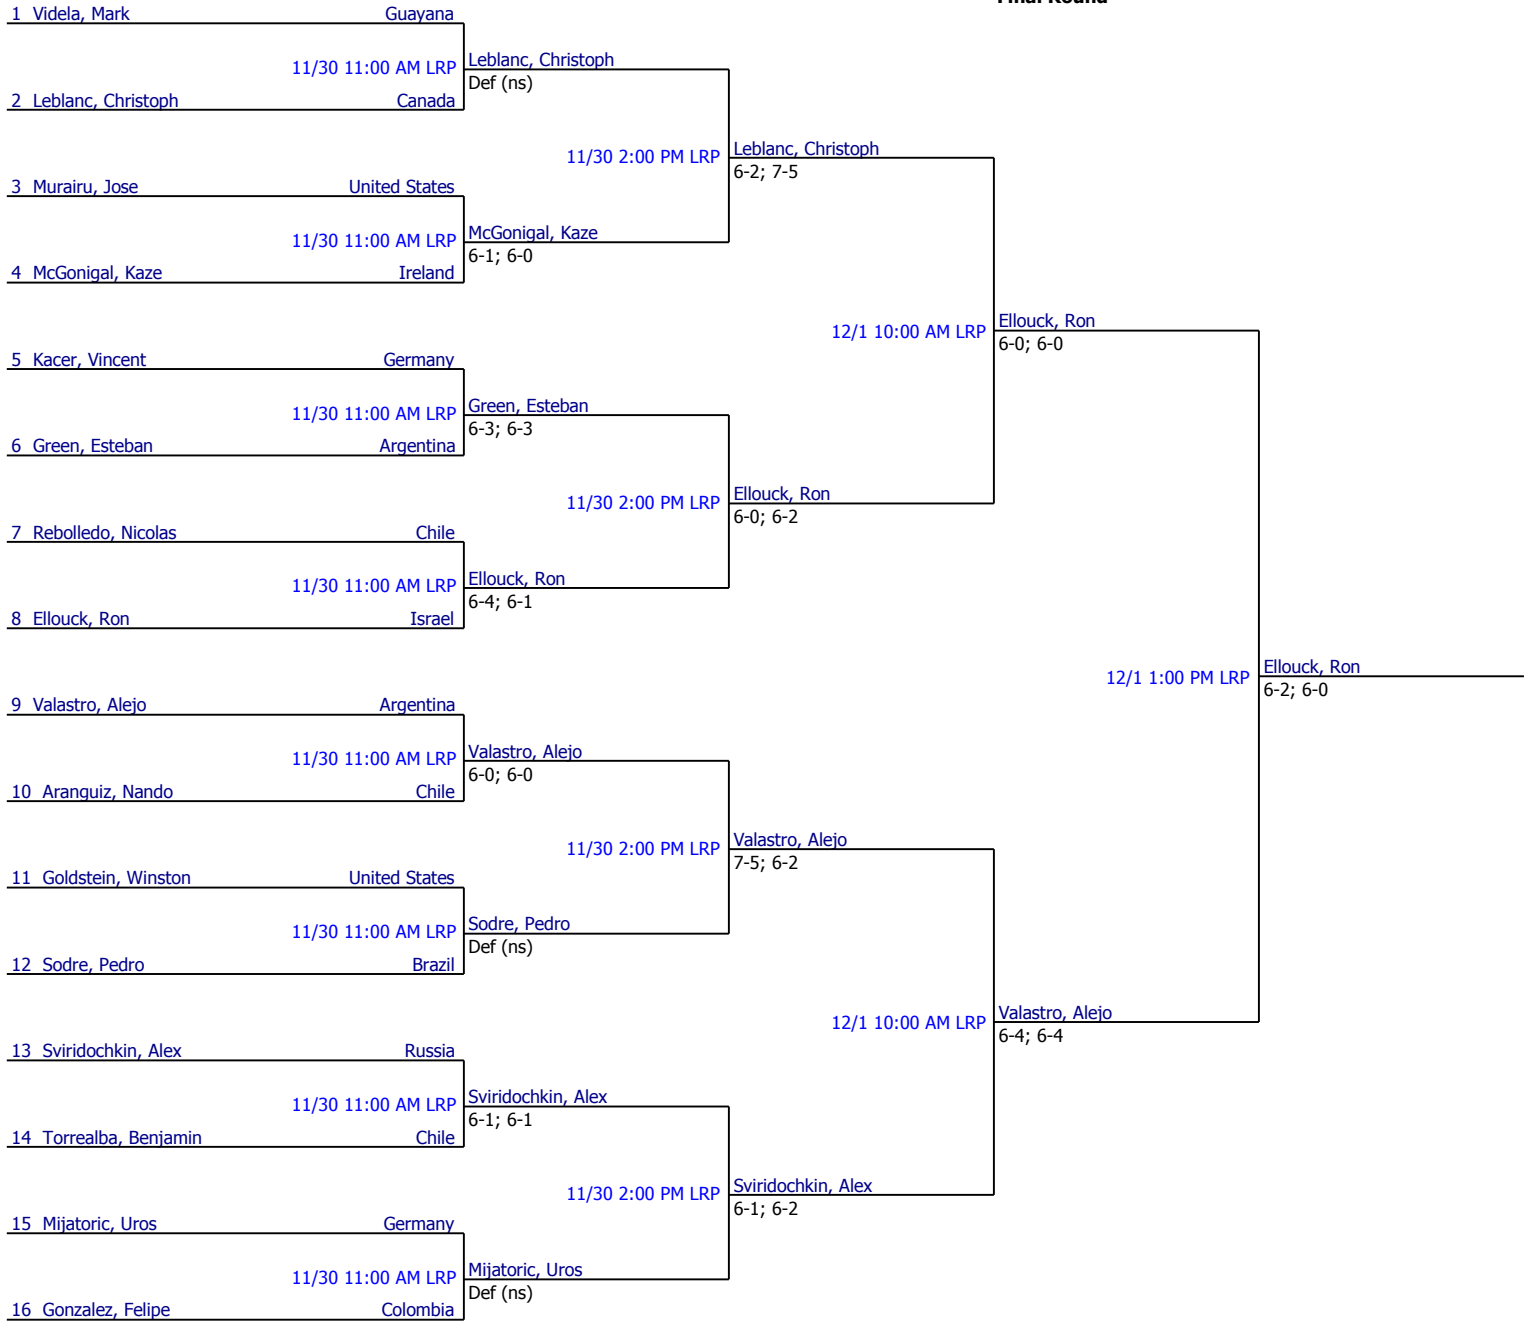 Final Round
1 Videla, Mark Guayana
11/30 11:00 AM LRP
Leblanc, Christoph
Def (ns)
2 Leblanc, Christoph Canada
11/30 2:00 PM LRP
Leblanc, Christoph
6-2; 7-5
3 Murairu, Jose United States
11/30 11:00 AM LRP
McGonigal, Kaze
6-1; 6-0
4 McGonigal, Kaze Ireland
12/1 10:00 AM LRP
Ellouck, Ron
6-0; 6-0
5 Kacer, Vincent Germany
11/30 11:00 AM LRP
Green, Esteban
6-3; 6-3
6 Green, Esteban Argentina
11/30 2:00 PM LRP
Ellouck, Ron
6-0; 6-2
7 Rebolledo, Nicolas Chile
11/30 11:00 AM LRP
Ellouck, Ron
6-4; 6-1
8 Ellouck, Ron Israel
12/1 1:00 PM LRP
Ellouck, Ron
6-2; 6-0
9 Valastro, Alejo Argentina
11/30 11:00 AM LRP
Valastro, Alejo
6-0; 6-0
10 Aranguiz, Nando Chile
11/30 2:00 PM LRP
Valastro, Alejo
7-5; 6-2
11 Goldstein, Winston United States
11/30 11:00 AM LRP
Sodre, Pedro
Def (ns)
12 Sodre, Pedro Brazil
12/1 10:00 AM LRP
Valastro, Alejo
6-4; 6-4
13 Sviridochkin, Alex Russia
11/30 11:00 AM LRP
Sviridochkin, Alex
6-1; 6-1
14 Torrealba, Benjamin Chile
11/30 2:00 PM LRP
Sviridochkin, Alex
6-1; 6-2
15 Mijatoric, Uros Germany
11/30 11:00 AM LRP
Mijatoric, Uros
Def (ns)
16 Gonzalez, Felipe Colombia